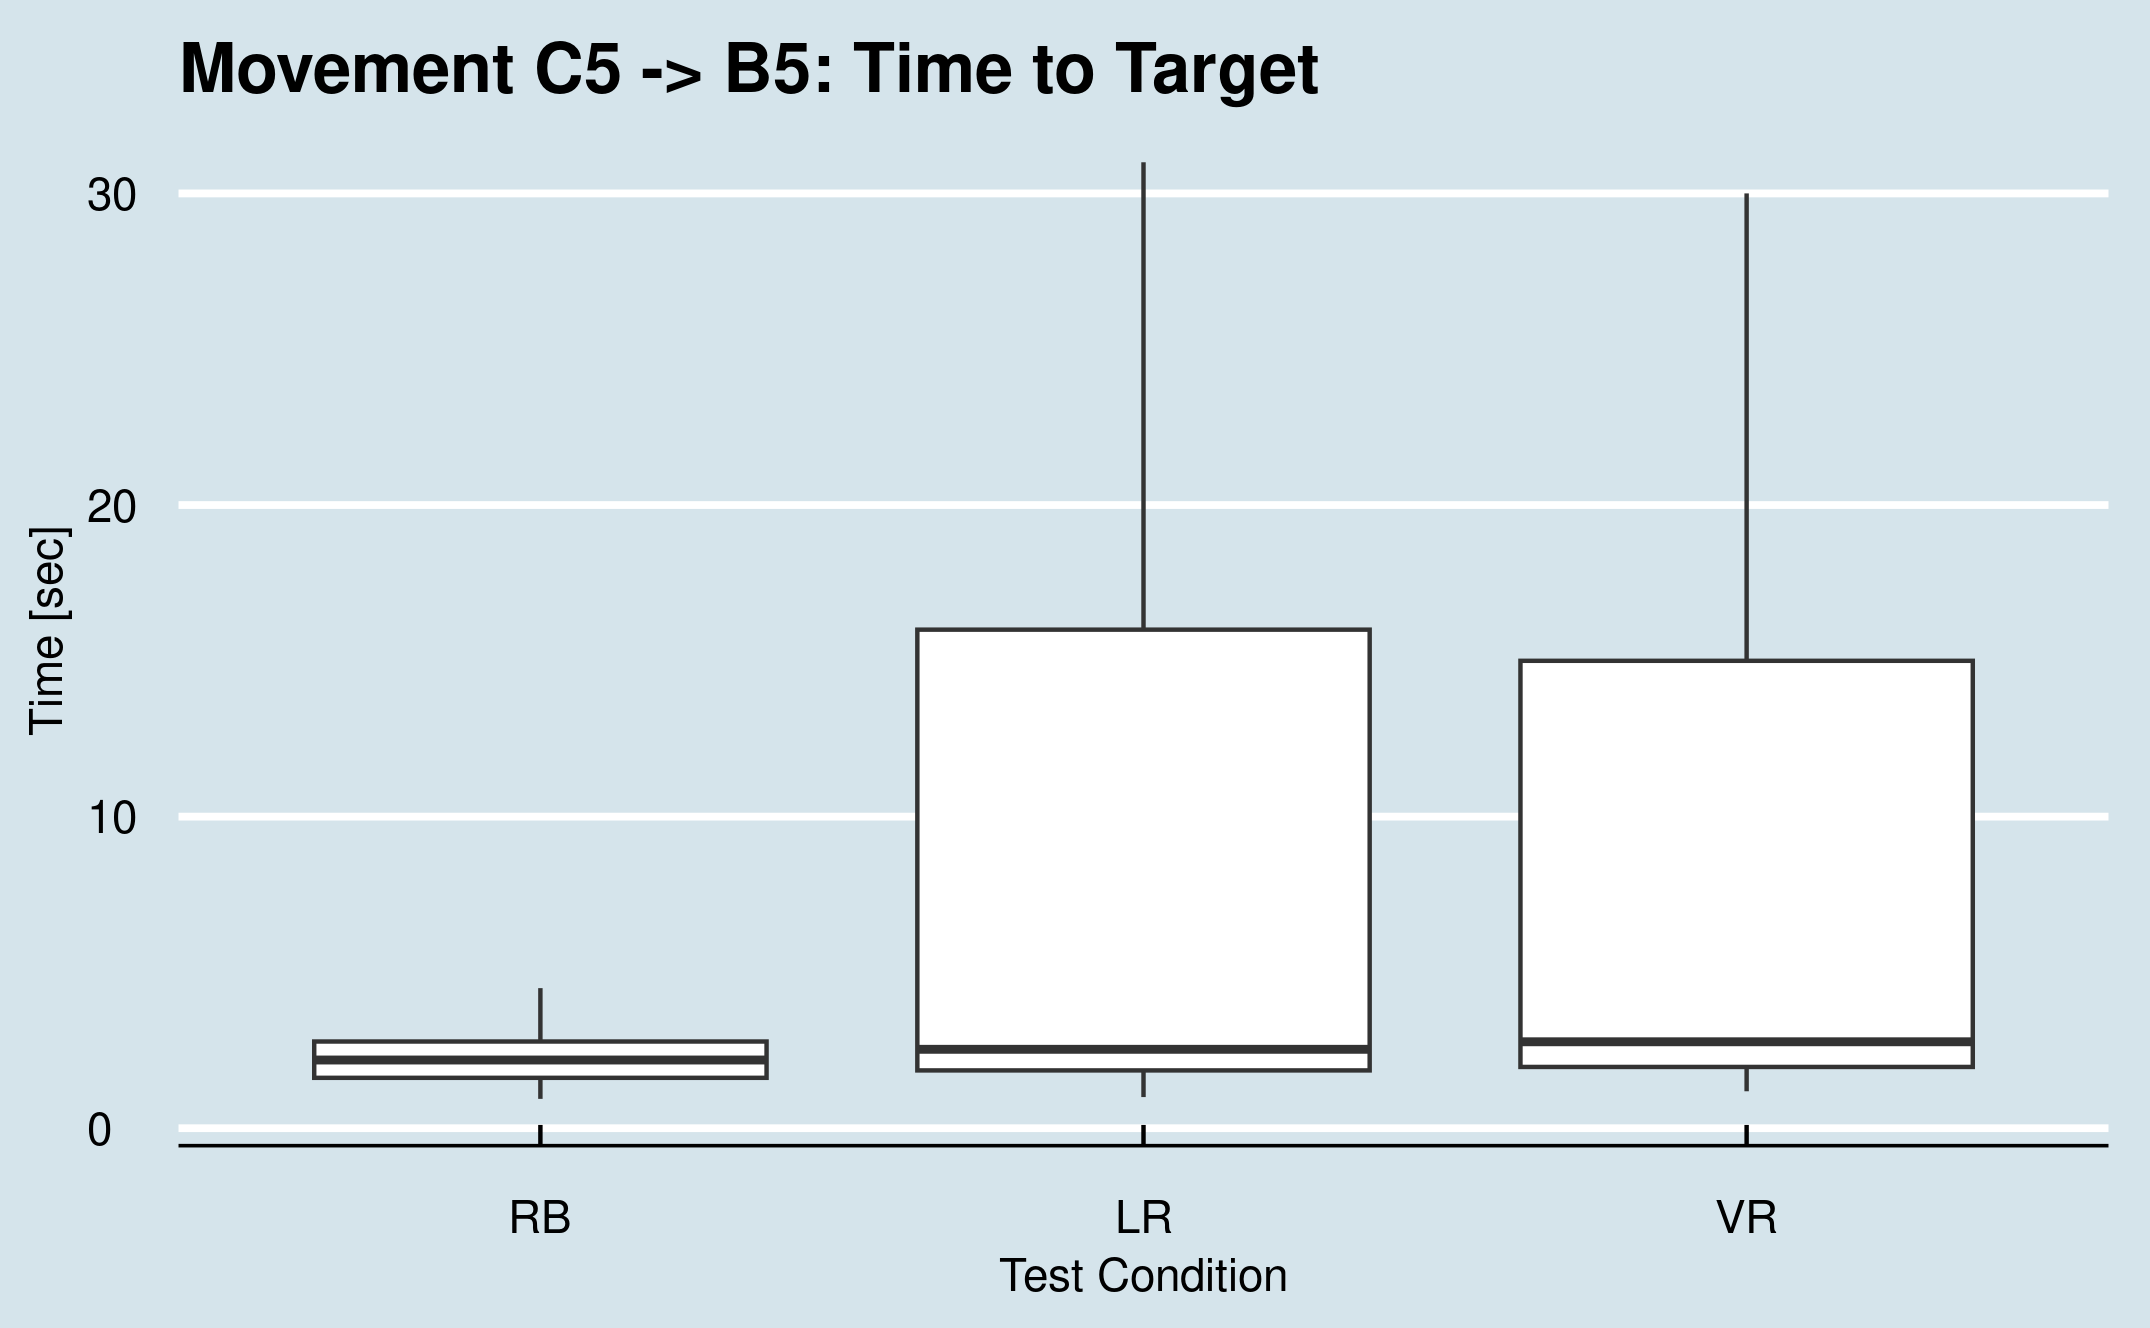 Movement C5 -> B5: Time to Target
30
20
10
0
Time [sec]
RB
LR
VR
Test Condition